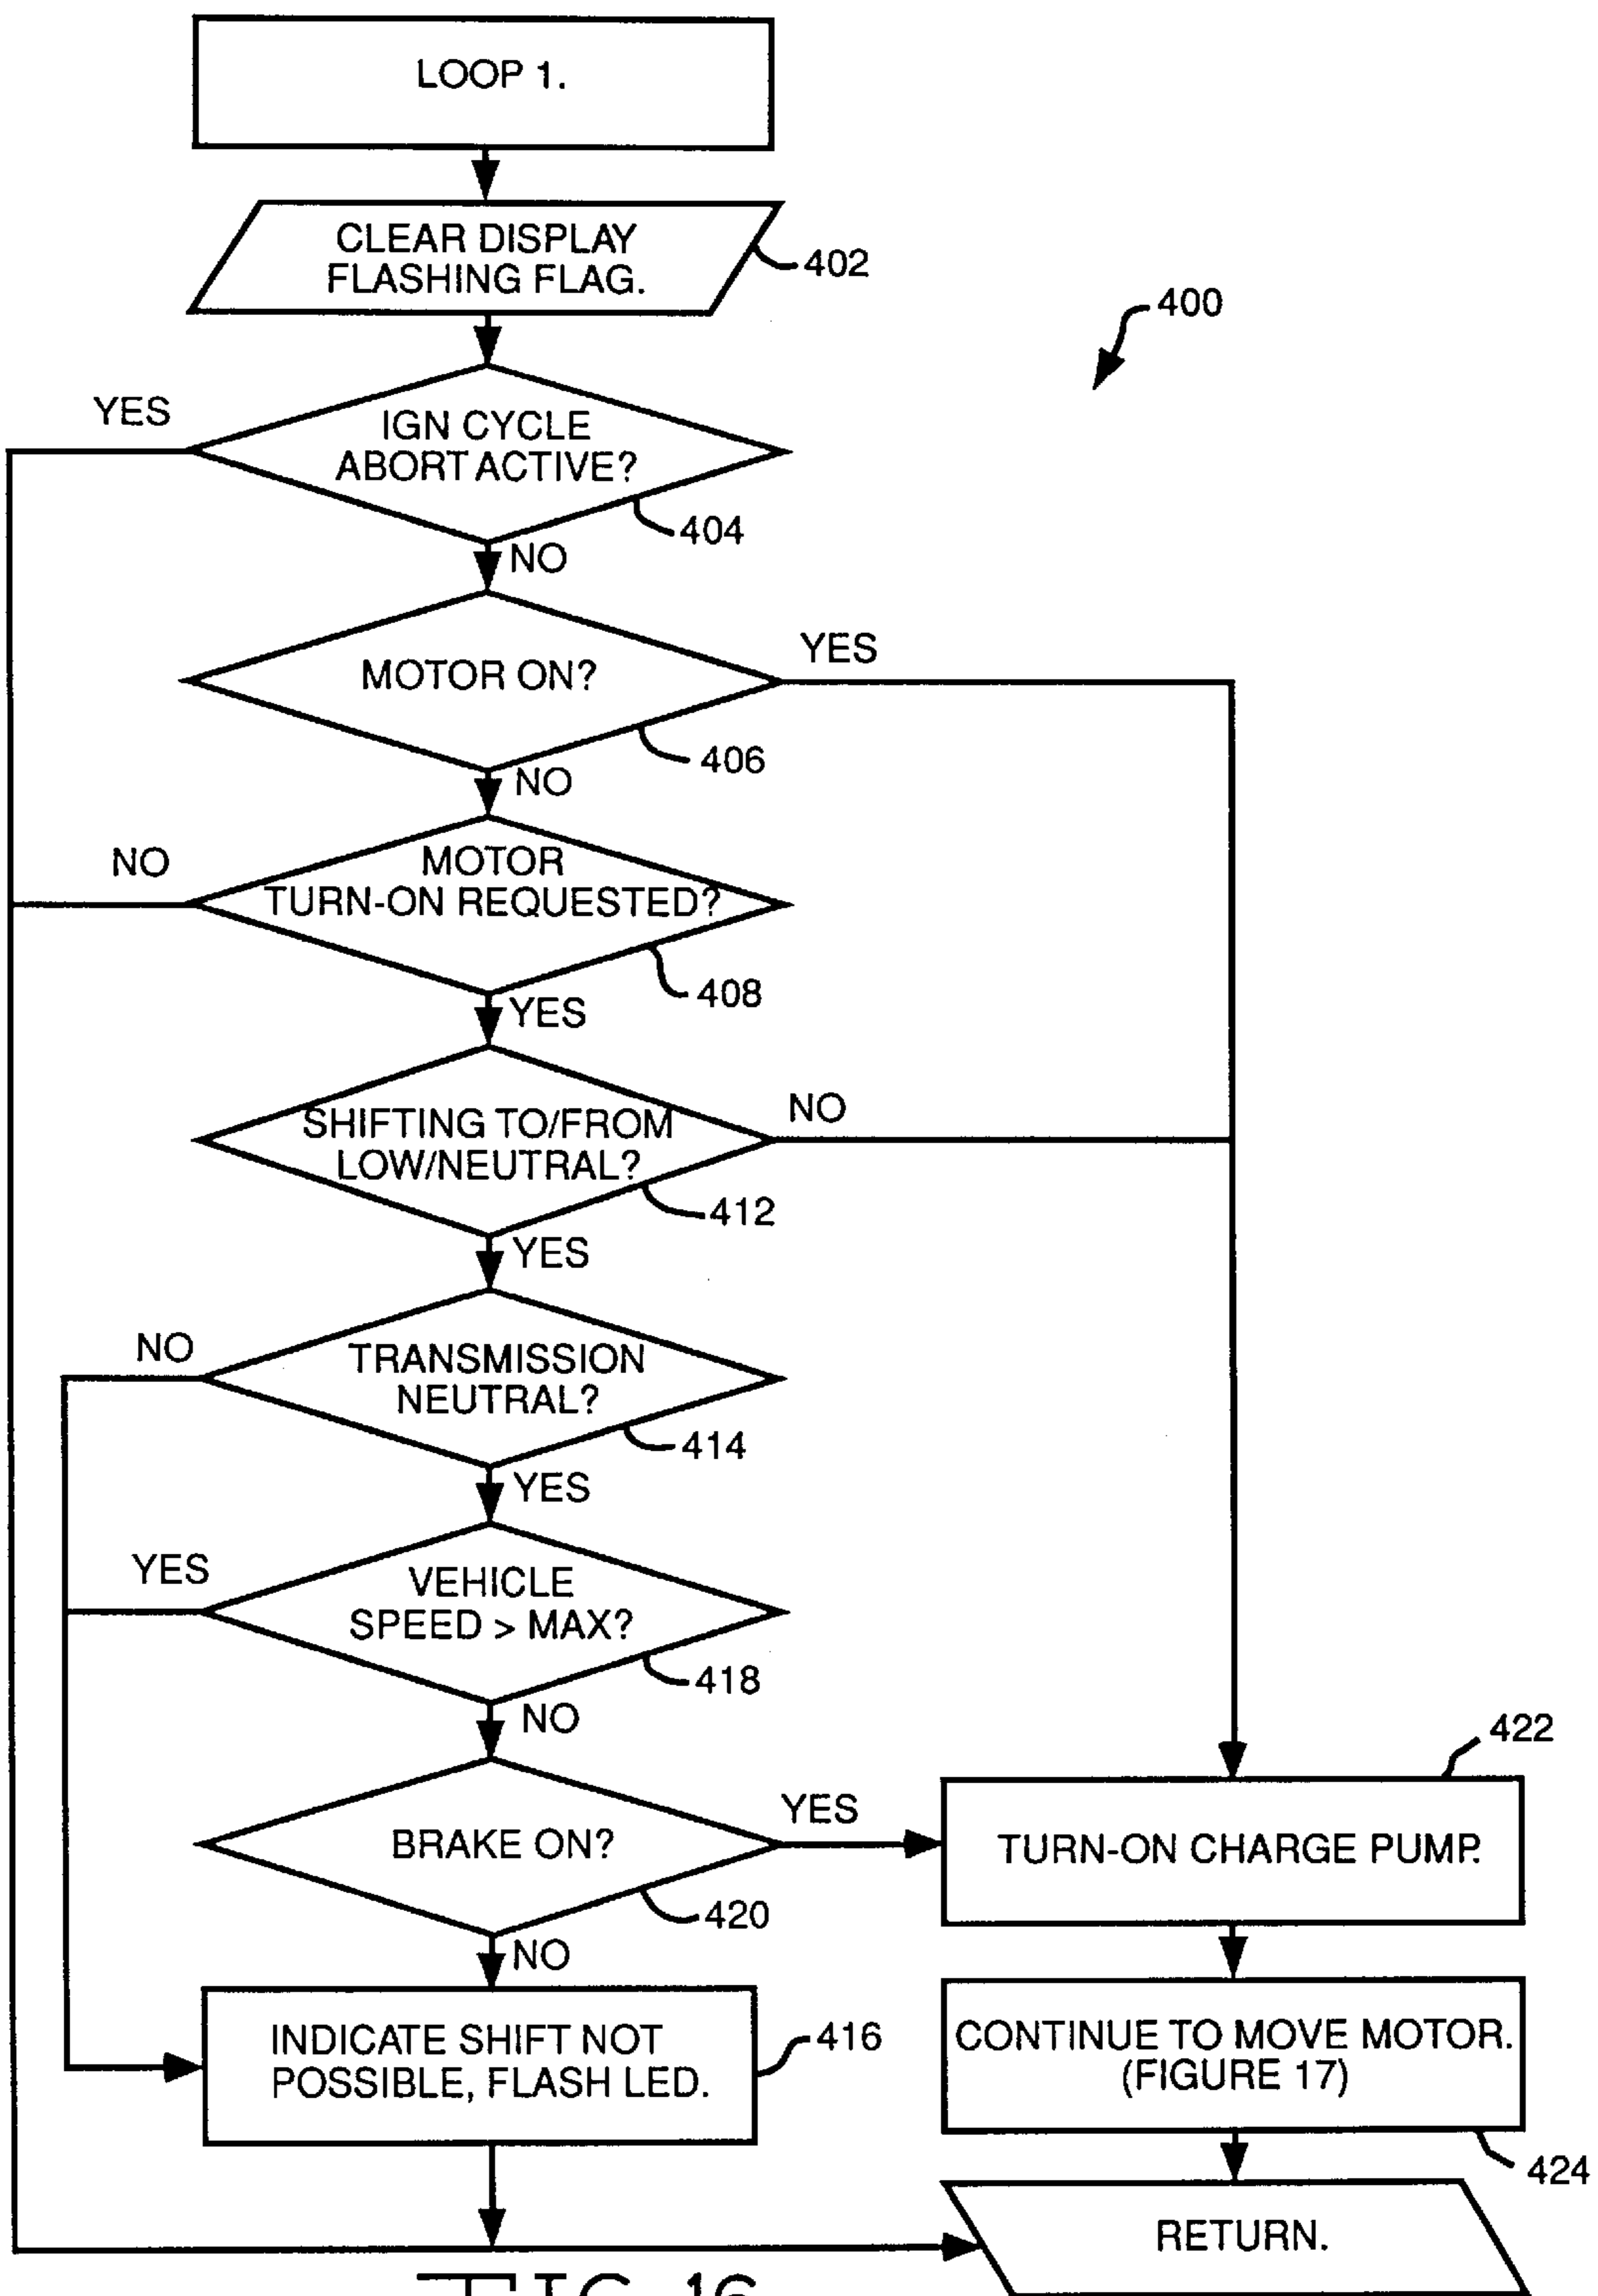 LOOP 1.
CLEAR DISPLAY
FLASHING FLAG.
402
400
YES
IGN CYCLE
ABORT ACTIVE?
404
NO
MOTOR ON?
YES
406
NO
NO
MOTOR
TURN-ON REQUESTED?
408
YES
SHIFTING TO/FROM
LOW/NEUTRAL?
NO
412
YES
NO
TRANSMISSION
NEUTRAL?
414
YES
YES
VEHICLE
SPEED > MAX?
418
NO
BRAKE ON?
YES
420
NO
422
TURN-ON CHARGE PUMP.
INDICATE SHIFT NOT
POSSIBLE, FLASH LED.
416
CONTINUE TO MOVE MOTOR.
(FIGURE 17)
424
RETURN.
FIG. 16